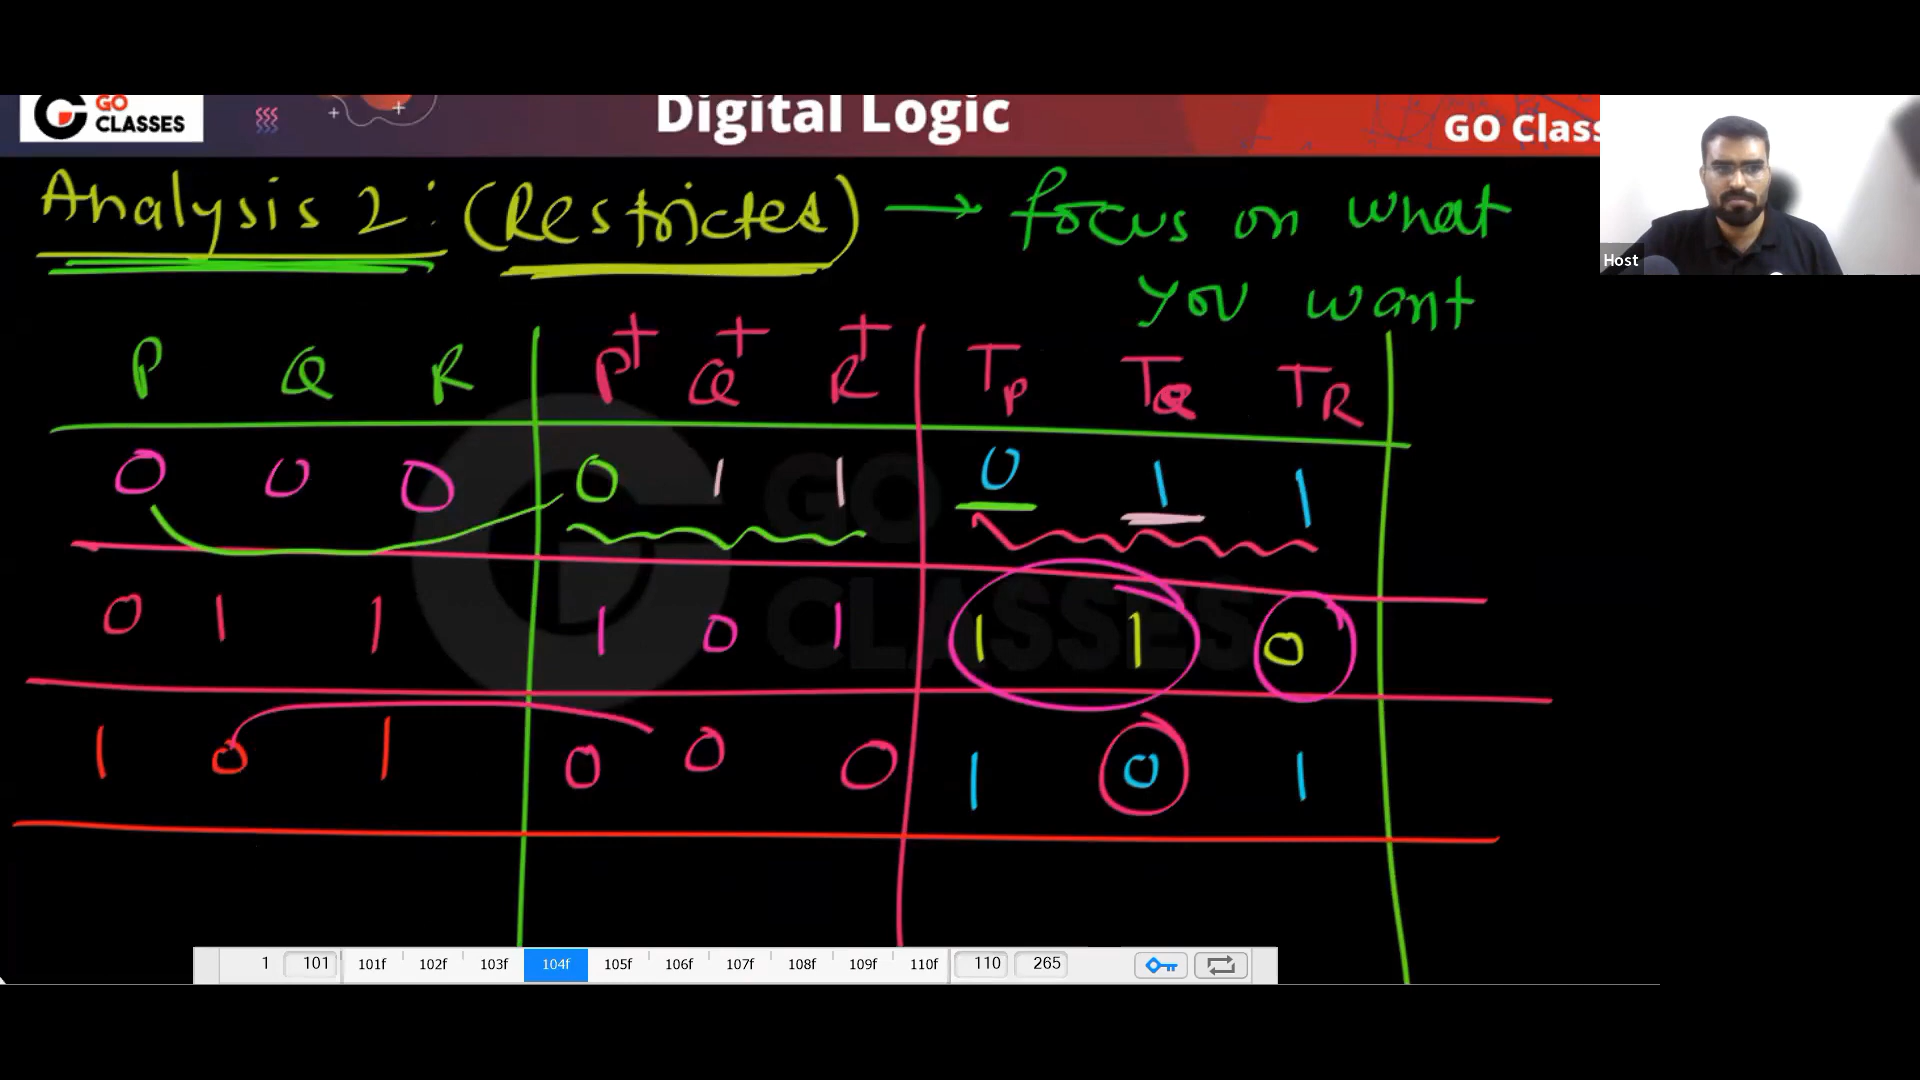 GO
CLASSES
Digital Logic
GO Class
Host
Analysis 2: (Restricted) → focus on what
you want
P Q R P+ Q+ R+ TP TQ TR
0 0 0 0 1 1 0 1 1
0 1 1 1 0 1 1 1 0
1 0 1 0 0 0 1 0 1
GO
CLASSES
1 101 101f 102f 103f 104f 105f 106f 107f 108f 109f 110f 110 265